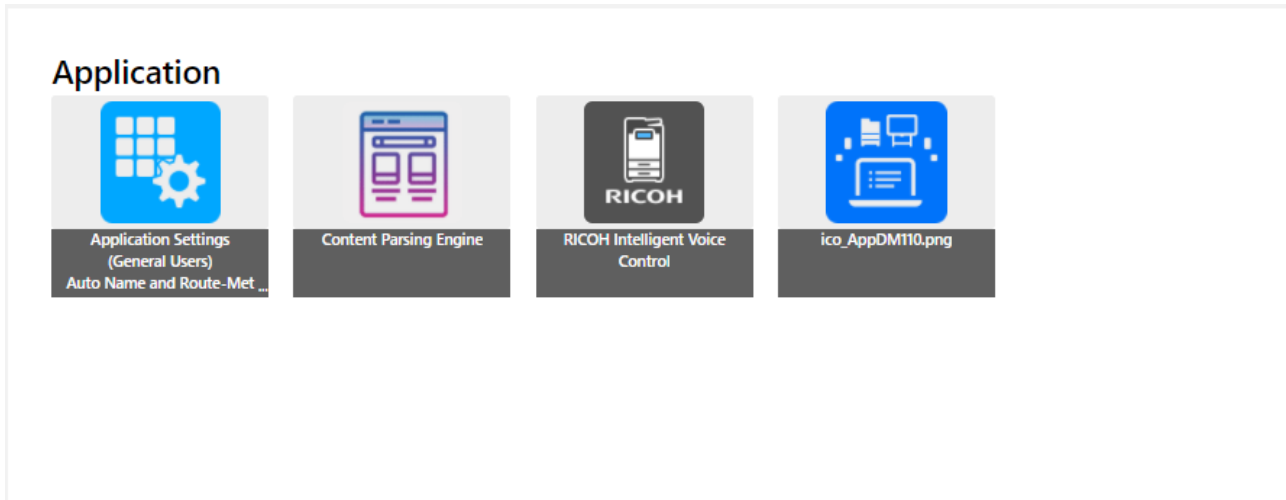 Application
Application Settings
(General Users)
Auto Name and Route-Met ...
Content Parsing Engine
RICOH
RICOH Intelligent Voice
Control
ico_AppDM110.png